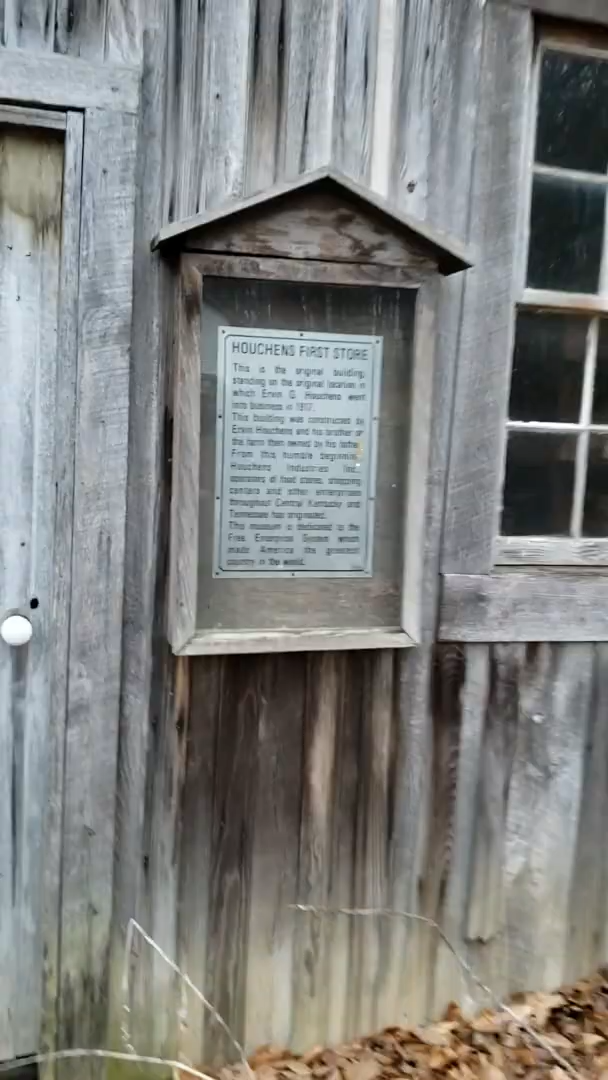 HOUCHENS FIRST STORE
This is the original building,
standing on the original location in
which Ervin G. Houchens went
into business in 1917.
This building was constructed by
Ervin Houchens and his brother on
the farm then owned by his father.
From this humble beginning,
Houchens Industries Inc.,
operators of food stores, shopping
centers and other enterprises
throughout Central Kentucky and
Tennessee has originated.
This museum is dedicated to the
Free Enterprise System which
made America the greatest
country in the world.